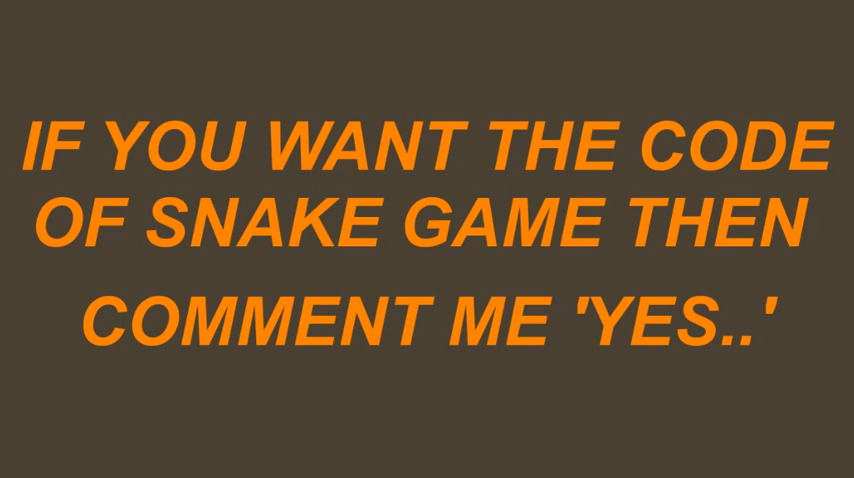 IF YOU WANT THE CODE
OF SNAKE GAME THEN
COMMENT ME 'YES..'